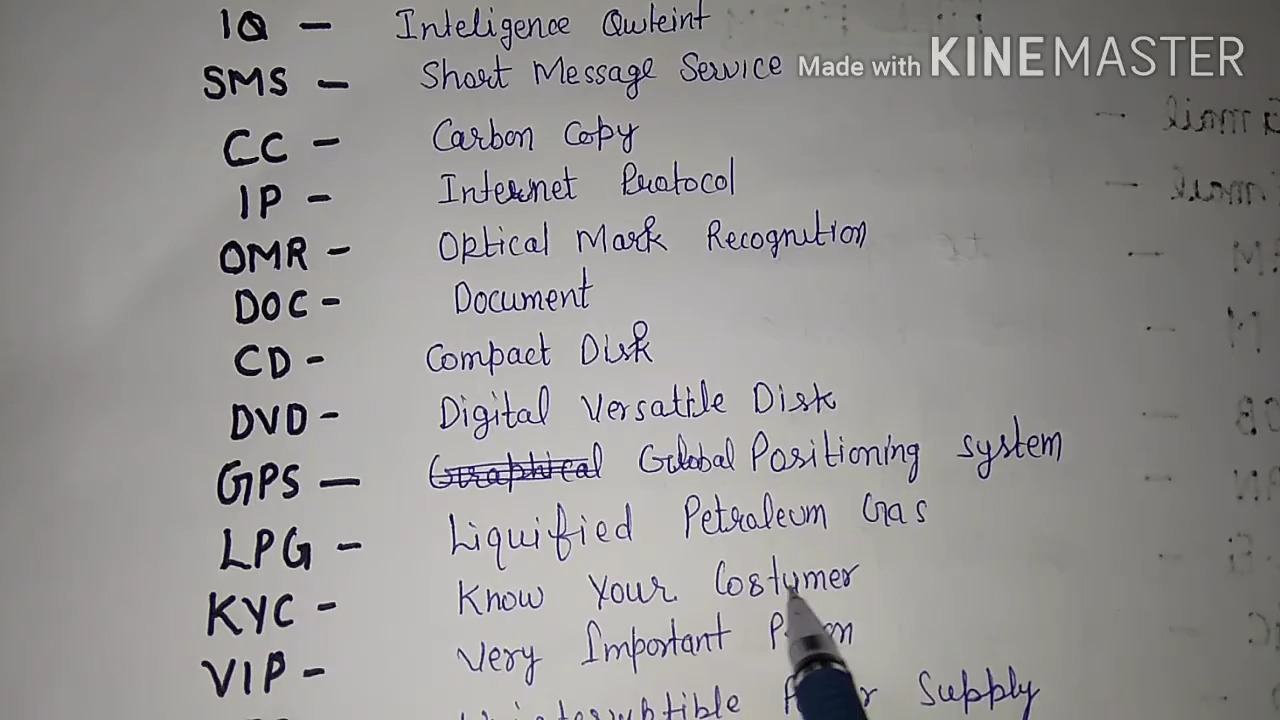 IQ - Inteligence Qwteint
SMS - Short Message Service
Made with KINEMASTER
CC - Carbon Copy
IP - Internet Protocol
OMR - Optical Mark Recognition
DOC - Document
CD - Compact Disk
DVD - Digital Versatile Disk
GPS - Graphical Global Positioning System
LPG - Liquified Petraleum Gas
KYC - Know Your Costumer
VIP - Very Important
Supply